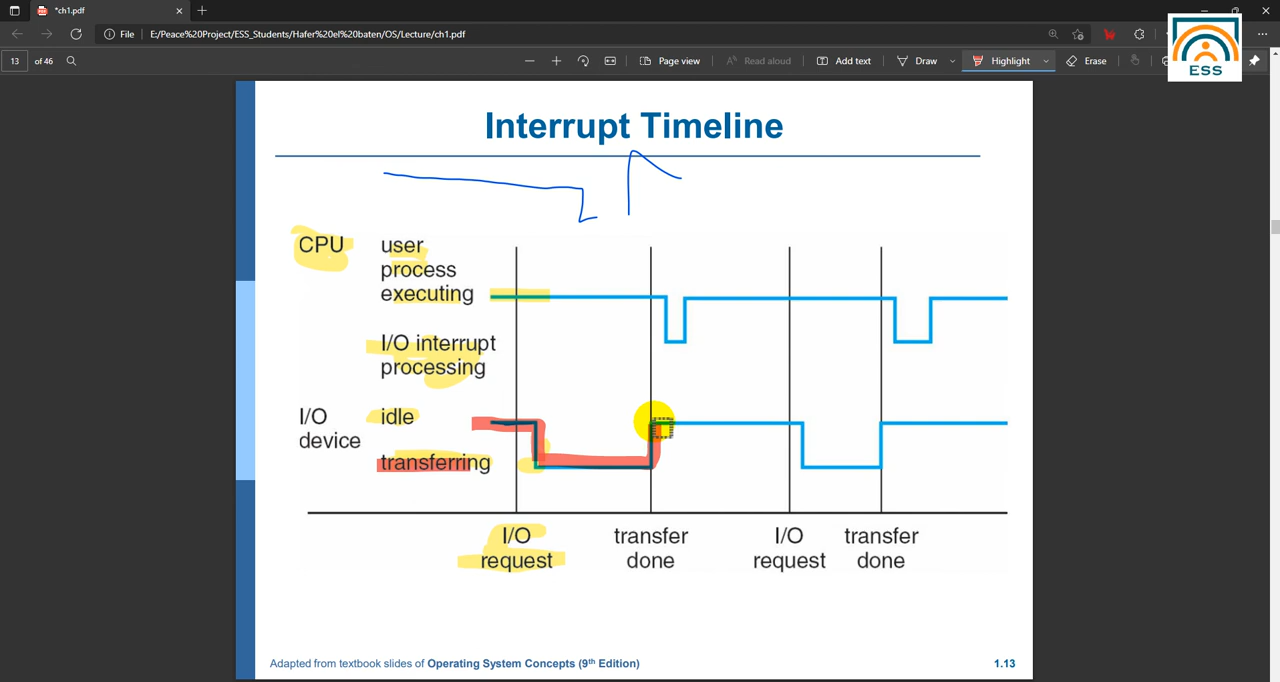 *ch1.pdf
File
E:/Peace%20Project/ESS_Students/Hafer%20el%20baten/OS/Lecture/ch1.pdf
13 of 46
Page view
Read aloud
Add text
Draw
Highlight
Erase
ESS
Interrupt Timeline
CPU
user
process
executing
I/O interrupt
processing
I/O
device
idle
transferring
I/O
request
transfer
done
I/O
request
transfer
done
Adapted from textbook slides of Operating System Concepts (9th Edition)
1.13